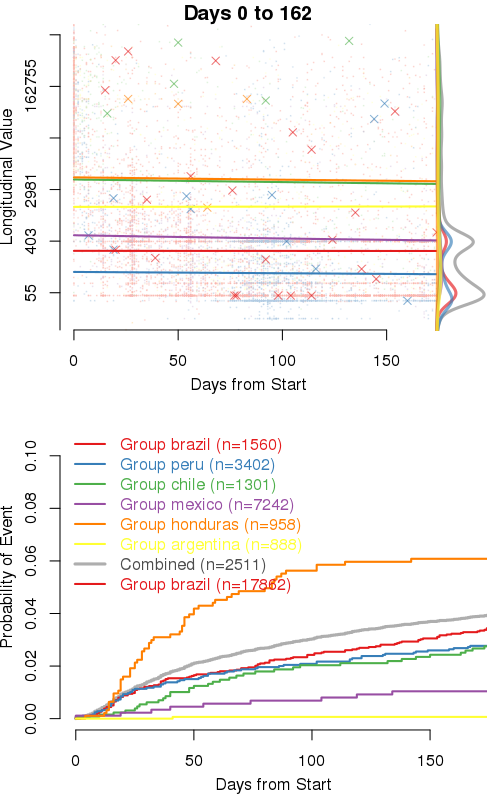 Days 0 to 162
Longitudinal Value
162755
2981
403
55
0 50 100 150
Days from Start
Probability of Event
0.10
0.08
0.06
0.04
0.02
0.00
Group brazil (n=1560)
Group peru (n=3402)
Group chile (n=1301)
Group mexico (n=7242)
Group honduras (n=958)
Group argentina (n=888)
Combined (n=2511)
Group brazil (n=17862)
0 50 100 150
Days from Start